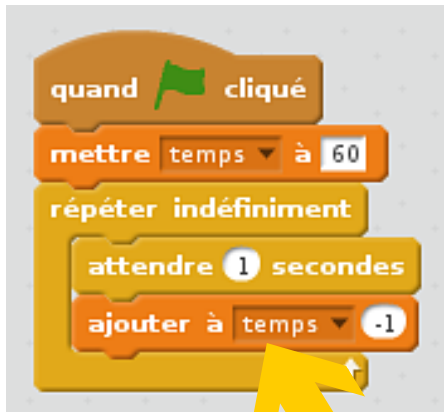 quand cliqué
mettre temps à 60
répéter indéfiniment
attendre 1 secondes
ajouter à temps -1